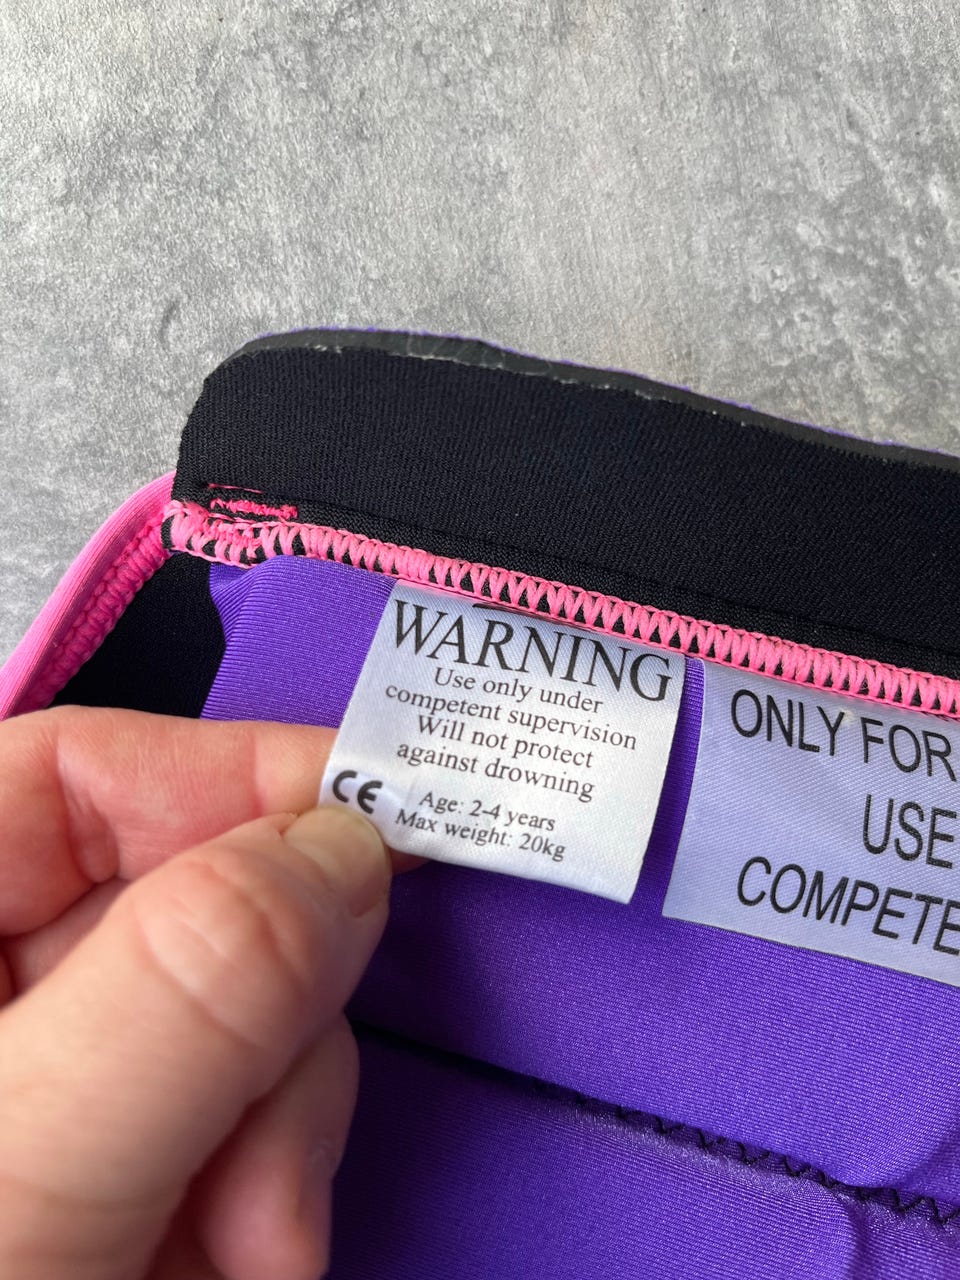 WARNING
Use only under
competent supervision
Will not protect
against drowning
CE
Age: 2-4 years
Max weight: 20kg
ONLY FOR
USE
COMPETE